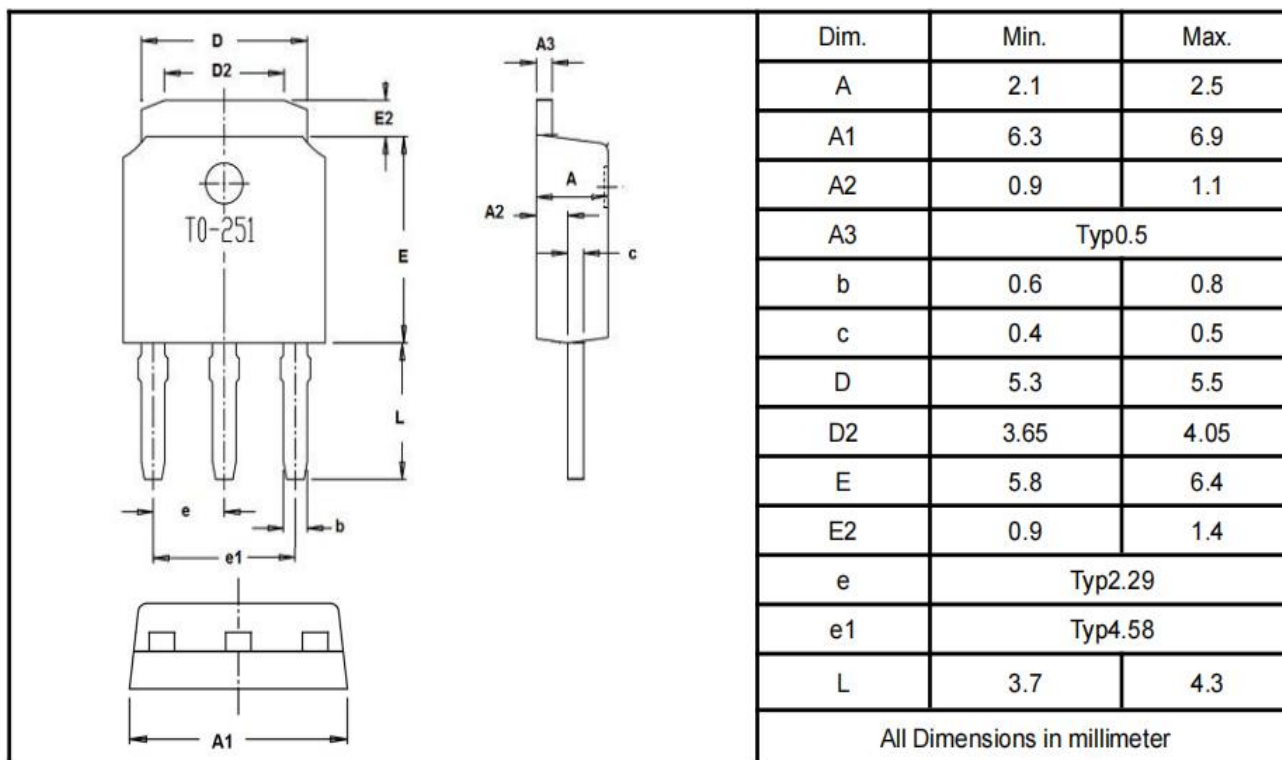 D
D2
E2
TO-251
E
L
e
b
e1
A1
A3
A
A2
c
Dim. Min. Max.
A 2.1 2.5
A1 6.3 6.9
A2 0.9 1.1
A3 Typ0.5
b 0.6 0.8
c 0.4 0.5
D 5.3 5.5
D2 3.65 4.05
E 5.8 6.4
E2 0.9 1.4
e Typ2.29
e1 Typ4.58
L 3.7 4.3
All Dimensions in millimeter